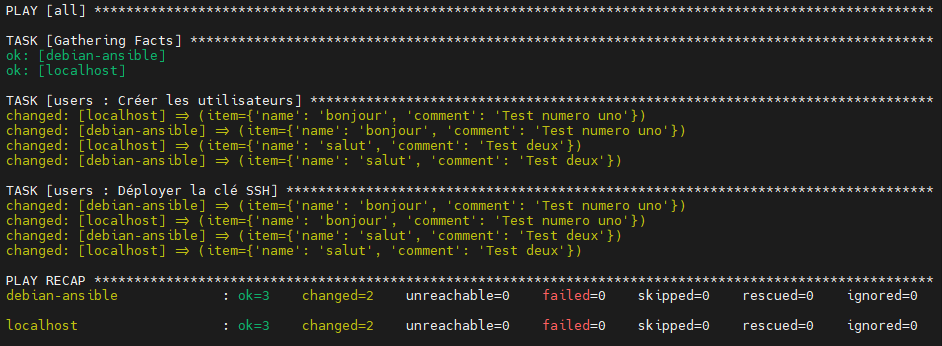 PLAY [all] *********************************************************************************************************
TASK [Gathering Facts] *********************************************************************************************
ok: [debian-ansible]
ok: [localhost]
TASK [users : Créer les utilisateurs] ******************************************************************************
changed: [localhost] => (item={'name': 'bonjour', 'comment': 'Test numero uno'})
changed: [debian-ansible] => (item={'name': 'bonjour', 'comment': 'Test numero uno'})
changed: [localhost] => (item={'name': 'salut', 'comment': 'Test deux'})
changed: [debian-ansible] => (item={'name': 'salut', 'comment': 'Test deux'})
TASK [users : Déployer la clé SSH] *********************************************************************************
changed: [debian-ansible] => (item={'name': 'bonjour', 'comment': 'Test numero uno'})
changed: [localhost] => (item={'name': 'bonjour', 'comment': 'Test numero uno'})
changed: [debian-ansible] => (item={'name': 'salut', 'comment': 'Test deux'})
changed: [localhost] => (item={'name': 'salut', 'comment': 'Test deux'})
PLAY RECAP *********************************************************************************************************
debian-ansible             : ok=3    changed=2    unreachable=0    failed=0    skipped=0    rescued=0    ignored=0
localhost                  : ok=3    changed=2    unreachable=0    failed=0    skipped=0    rescued=0    ignored=0